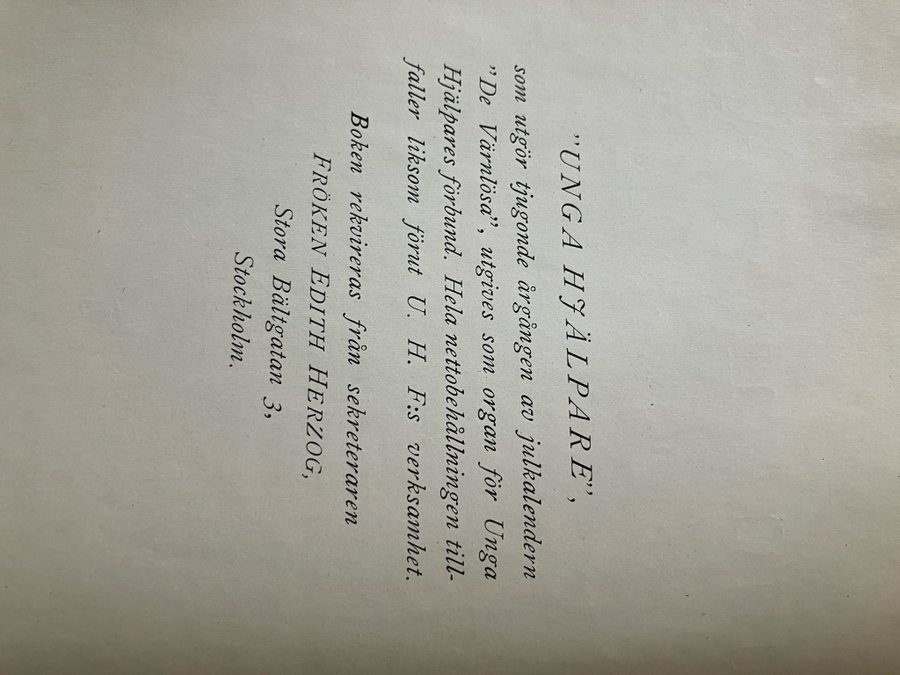 ”UNGA HJÄLPARE”,
som utgör tjugonde årgången av julkalendern
”De Värnlösa”, utgives som organ för Unga
Hjälpares förbund. Hela nettobehållningen till-
faller liksom förut U. H. F:s verksamhet.
Boken rekvireras från sekreteraren
FRÖKEN EDITH HERZOG,
Stora Bältgatan 3,
Stockholm.